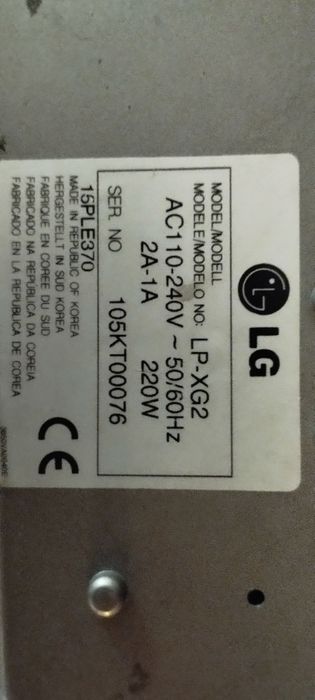 LG
MODEL/MODELL
MODELE/MODELO NO: LP-XG2
AC110-240V ~ 50/60Hz
2A-1A 220W
SER. NO 105KT00076
15PLE370
MADE IN REPUBLIC OF KOREA
HERGESTELLT IN SUD KOREA
FABRIQUE EN COREE DU SUD
FABRICADO NA REPUBLICA DA COREIA
FABRICADO EN LA REPUBLICA DE COREA
CE